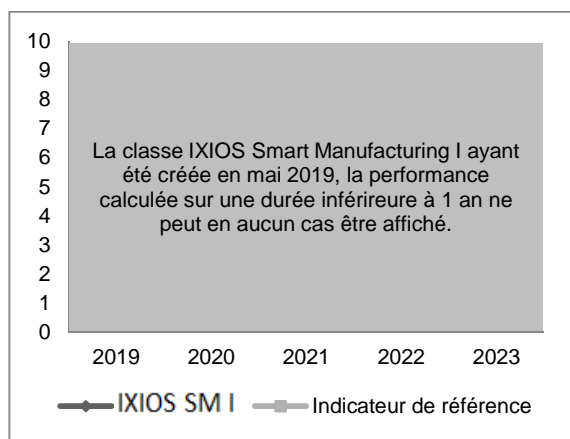 10
9
8
7
6
5
4
3
2
1
0
La classe IXIOS Smart Manufacturing I ayant
été créée en mai 2019, la performance
calculée sur une durée inférireure à 1 an ne
peut en aucun cas être affiché.
2019 2020 2021 2022 2023
IXIOS SM I Indicateur de référence